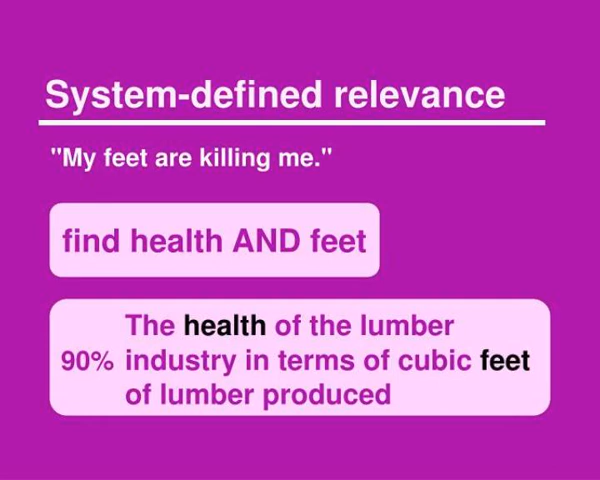 System-defined relevance
"My feet are killing me."
find health AND feet
The health of the lumber
90% industry in terms of cubic feet
of lumber produced